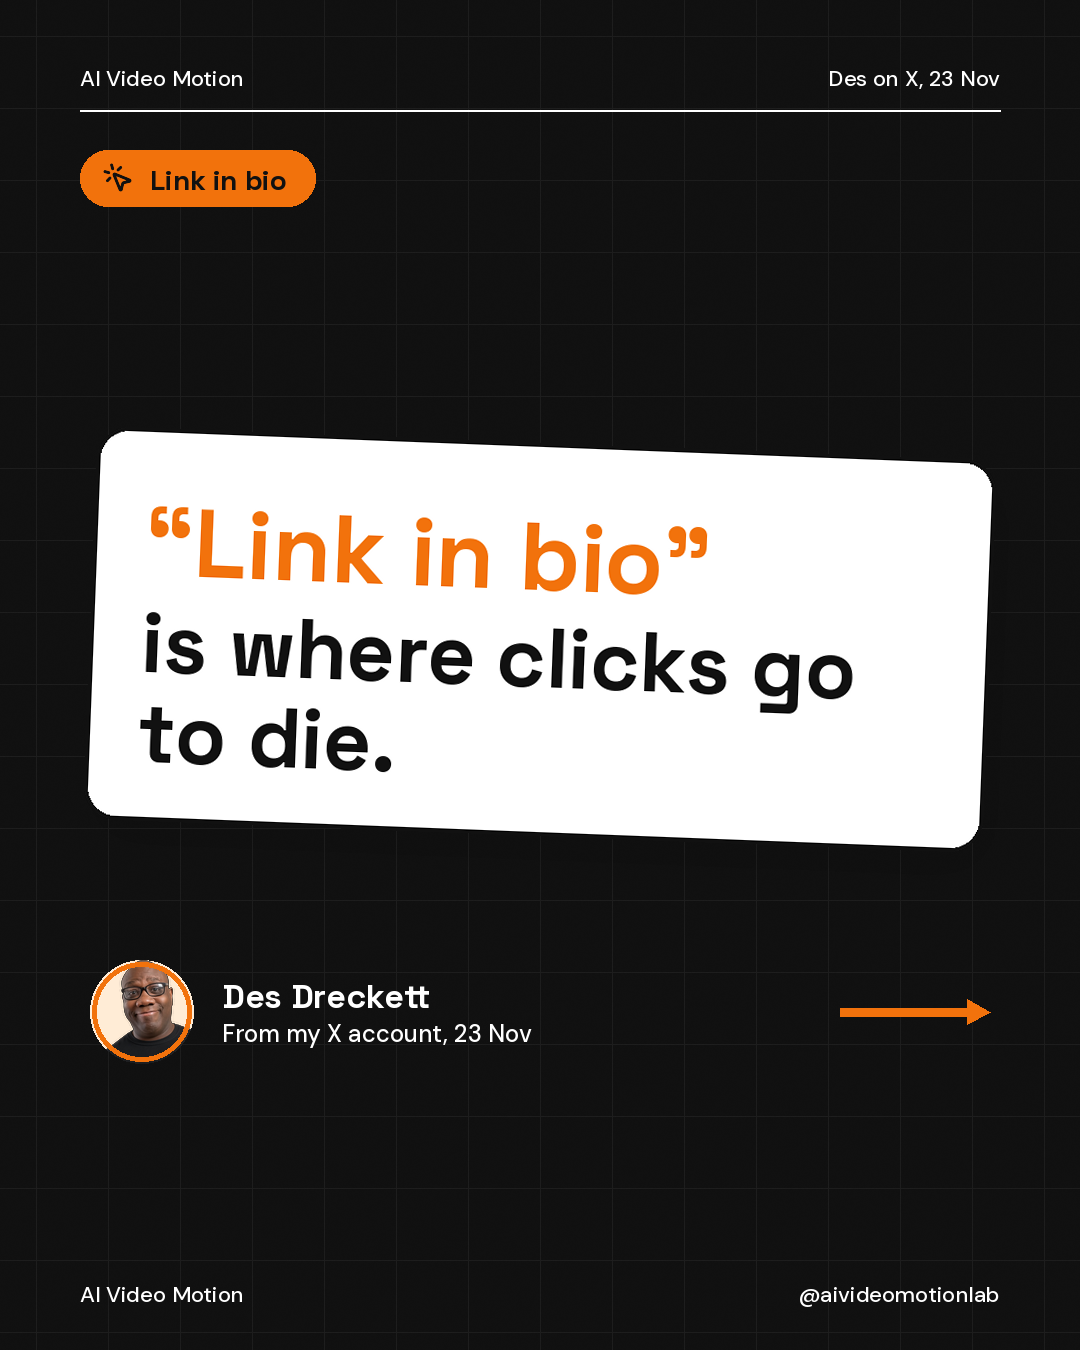 AI Video Motion
Des on X, 23 Nov
Link in bio
“Link in bio”
is where clicks go
to die.
Des Dreckett
From my X account, 23 Nov
AI Video Motion
@aivideomotionlab